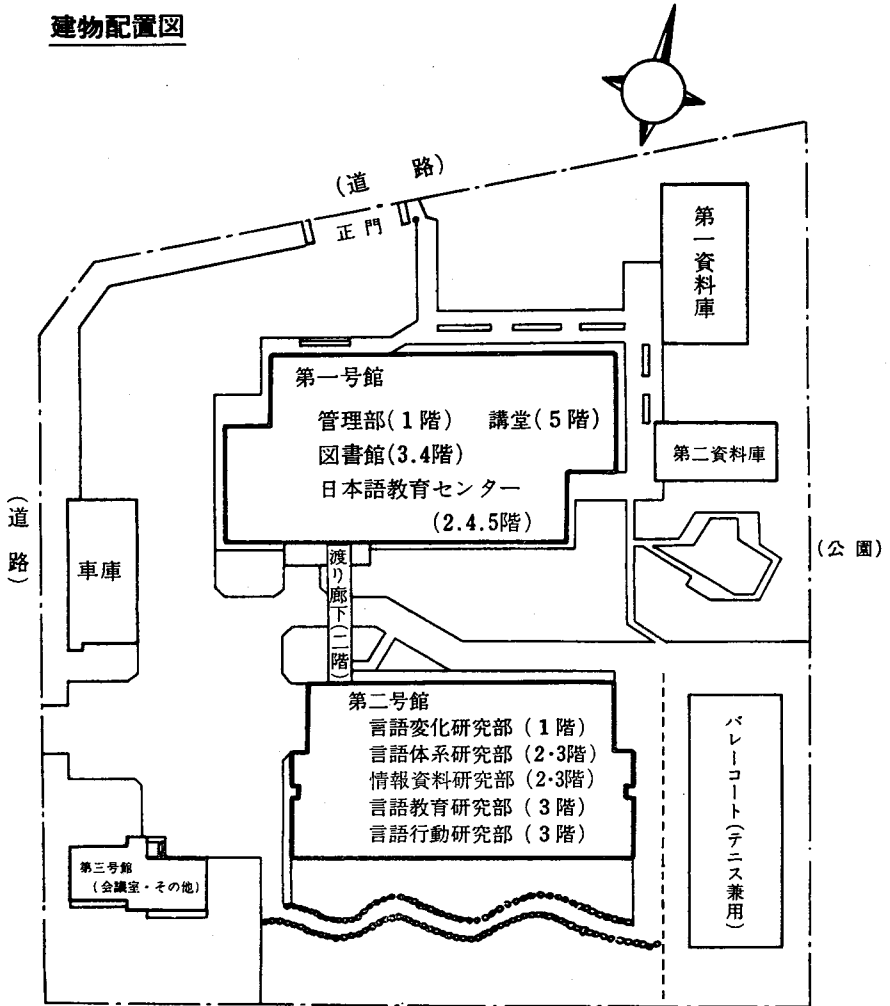 建物配置図
(道 路)
正門
第一資料庫
第一号館
管理部(1階) 講堂(5階)
図書館(3.4階)
日本語教育センター
(2.4.5階)
第二資料庫
(道路)
車庫
渡り廊下(二階)
(公園)
第二号館
言語変化研究部(1階)
言語体系研究部(2・3階)
情報資料研究部(2・3階)
言語教育研究部(3階)
言語行動研究部(3階)
バレーコート(テニス兼用)
第三号館
(会議室・その他)